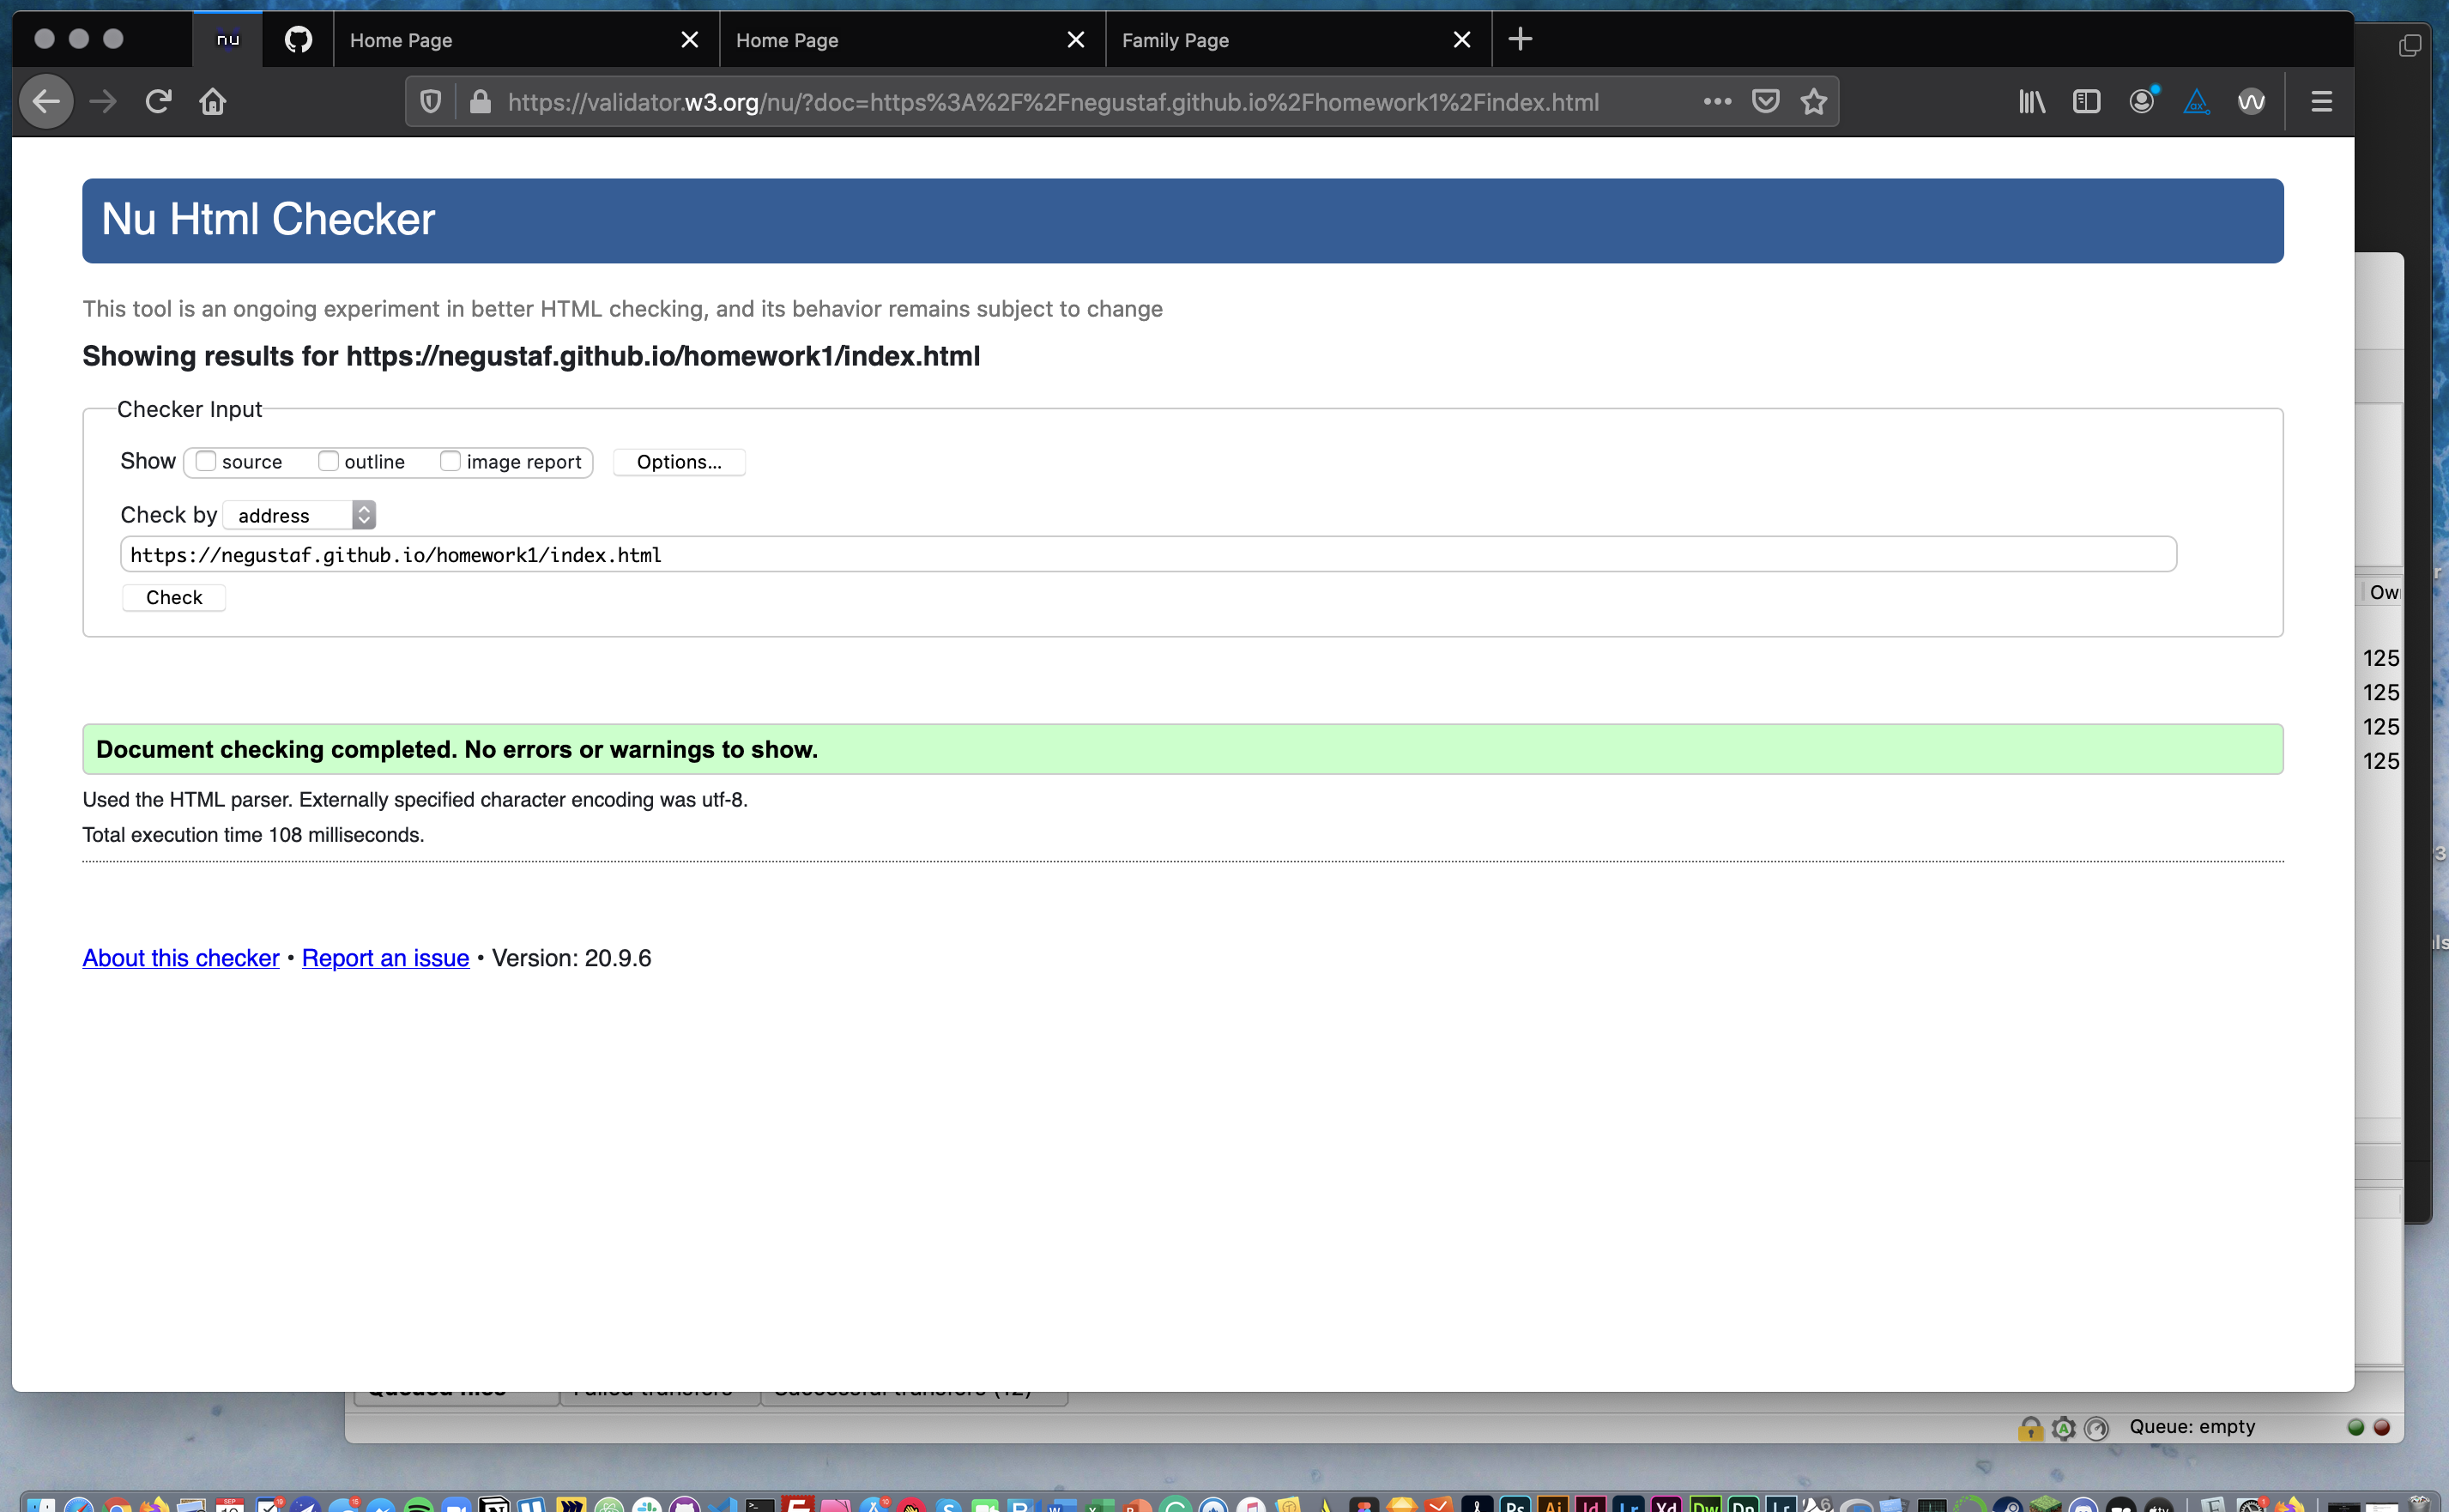 nu
Home Page
Home Page
Family Page
https://validator.w3.org/nu/?doc=https%3A%2F%2Fnegustaf.github.io%2Fhomework1%2Findex.html
Nu Html Checker
This tool is an ongoing experiment in better HTML checking, and its behavior remains subject to change
Showing results for https://negustaf.github.io/homework1/index.html
Checker Input
Show source outline image report Options...
Check by address
https://negustaf.github.io/homework1/index.html
Check
125
125
125
125
Document checking completed. No errors or warnings to show.
Used the HTML parser. Externally specified character encoding was utf-8.
Total execution time 108 milliseconds.
About this checker • Report an issue • Version: 20.9.6
Queue: empty